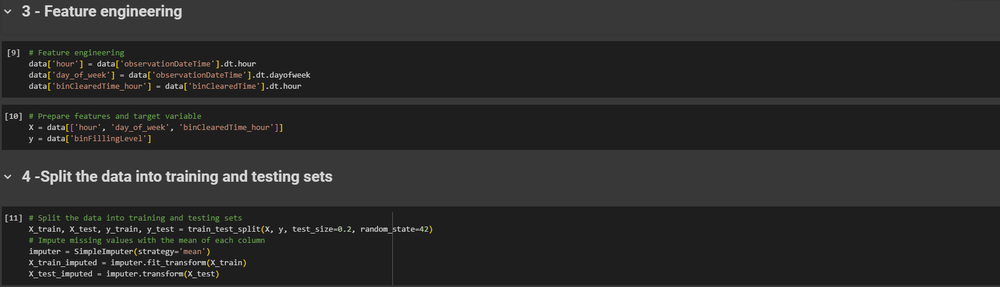 3 - Feature engineering
[9] # Feature engineering
data['hour'] = data['observationDateTime'].dt.hour
data['day_of_week'] = data['observationDateTime'].dt.dayofweek
data['binClearedTime_hour'] = data['binClearedTime'].dt.hour
[10] # Prepare features and target variable
X = data[['hour', 'day_of_week', 'binClearedTime_hour']]
y = data['binFillingLevel']
4 -Split the data into training and testing sets
[11] # Split the data into training and testing sets
X_train, X_test, y_train, y_test = train_test_split(X, y, test_size=0.2, random_state=42)
# Impute missing values with the mean of each column
imputer = SimpleImputer(strategy='mean')
X_train_imputed = imputer.fit_transform(X_train)
X_test_imputed = imputer.transform(X_test)